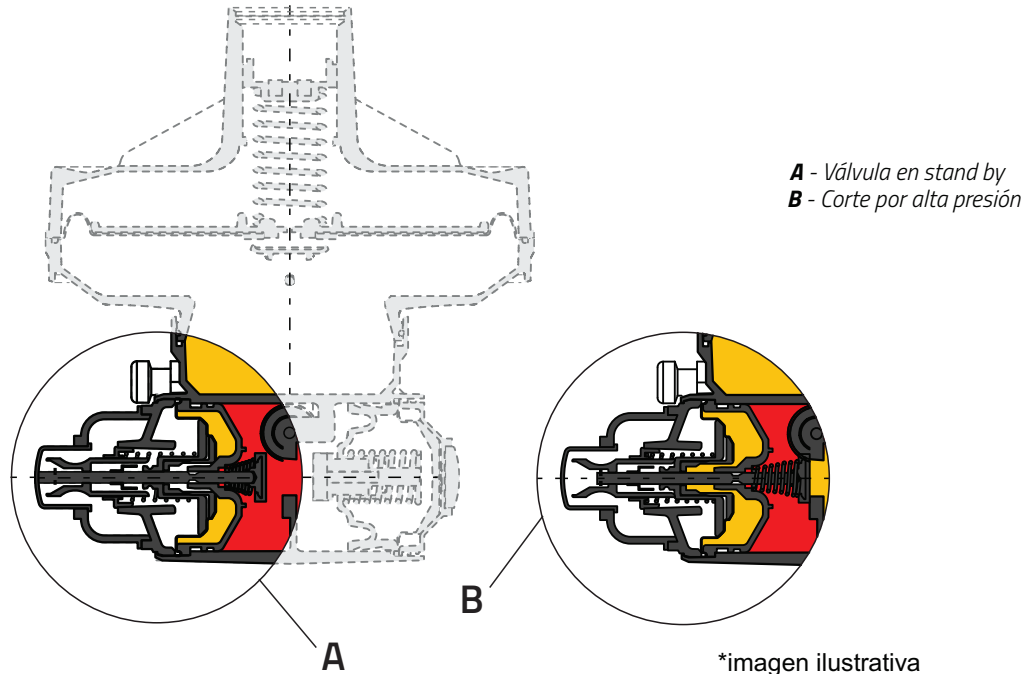 A - Válvula en stand by
B - Corte por alta presión
B
A
*imagen ilustrativa